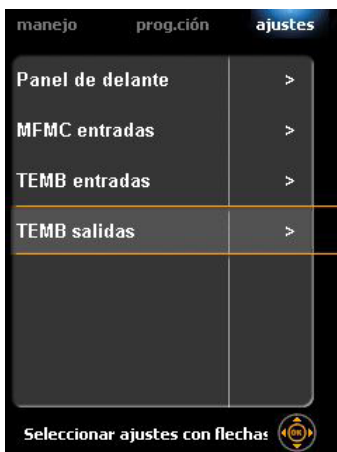 manejo prog.ción ajustes
Panel de delante >
MFMC entradas >
TEMB entradas >
TEMB salidas >
Seleccionar ajustes con flechas OK